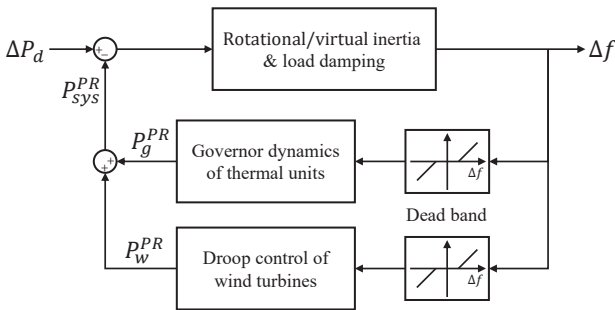 ΔP_d
+
−
Rotational/virtual inertia
& load damping
Δf
P_sys^PR
P_g^PR
+
+
Governor dynamics
of thermal units
Δf
Dead band
P_w^PR
Droop control of
wind turbines
Δf